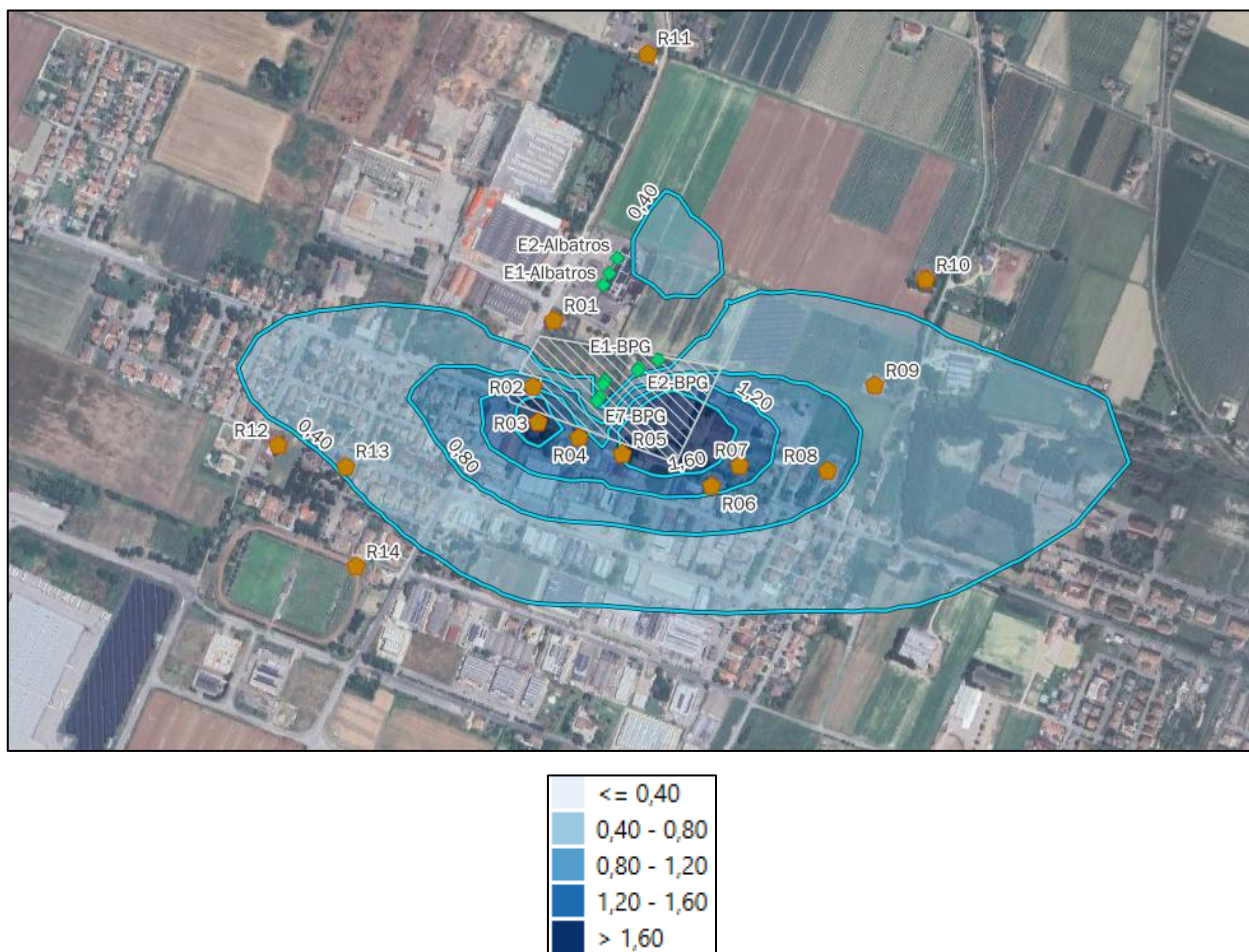 R11
0,40
E2-Albatros
E1-Albatros
R10
R01
E1-BPG
R02
E2-BPG
1,20
R09
E7-BPG
R03
0,40
R12
R04
R05
0,80
1,60
R07
R08
R13
R06
R14
<= 0,40
0,40 - 0,80
0,80 - 1,20
1,20 - 1,60
> 1,60